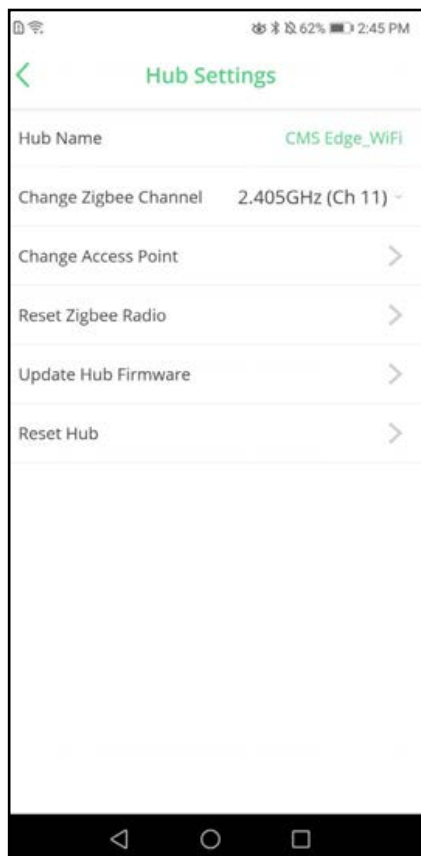 62% 2:45 PM
Hub Settings
Hub Name CMS Edge_WiFi
Change Zigbee Channel 2.405GHz (Ch 11)
Change Access Point
Reset Zigbee Radio
Update Hub Firmware
Reset Hub